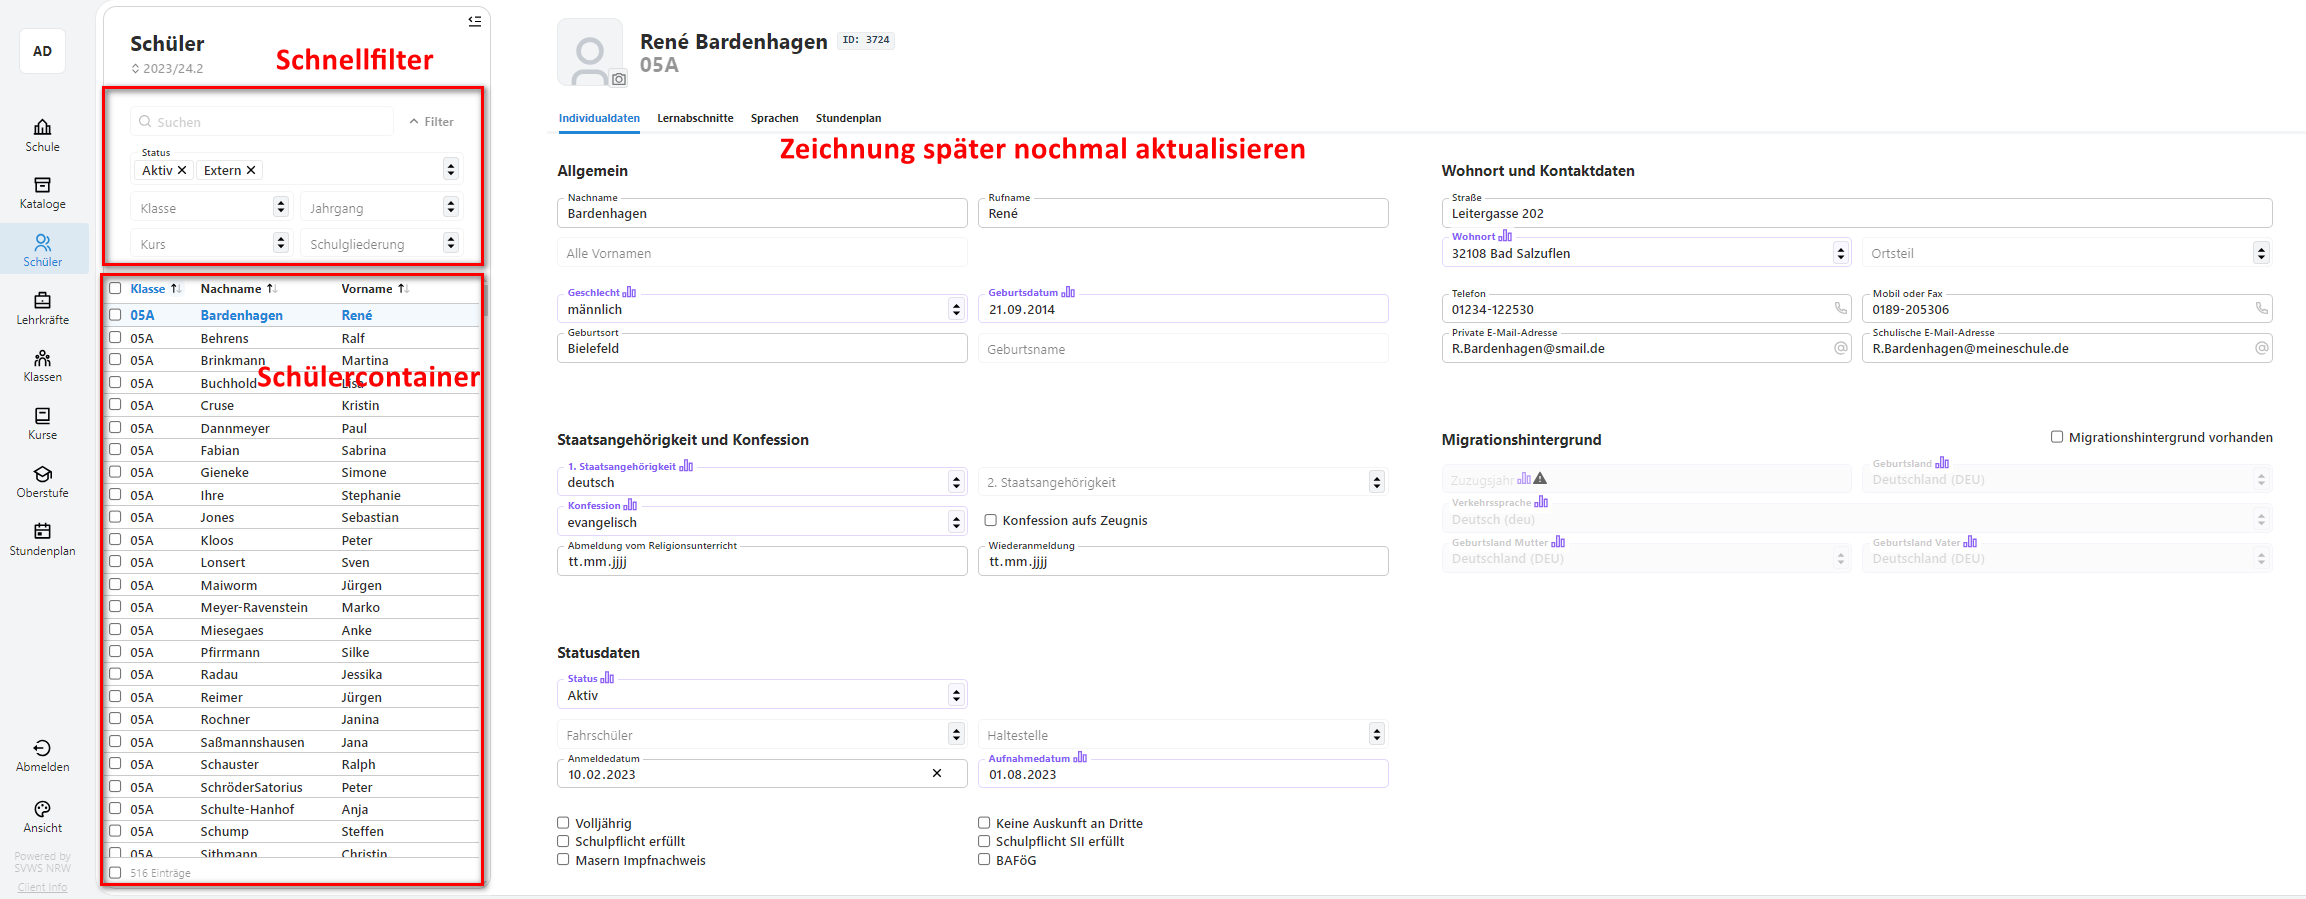 AD
Schule
Kataloge
Schüler
Lehrkräfte
Klassen
Kurse
Oberstufe
Stundenplan
Abmelden
Ansicht
Powered by
SVWS NRW
Client Info
Schüler
2023/24.2
Schnellfilter
Suchen
Filter
Status
Aktiv Extern
Klasse Jahrgang
Kurs Schulgliederung
Klasse Nachname Vorname
05A Bardenhagen René
05A Behrens Ralf
05A Brinkmann Martina
05A Buchhold Lisa
Schülercontainer
05A Cruse Kristin
05A Dannmeyer Paul
05A Fabian Sabrina
05A Gieneke Simone
05A Ihre Stephanie
05A Jones Sebastian
05A Kloos Peter
05A Lonsert Sven
05A Maiworm Jürgen
05A Meyer-Ravenstein Marko
05A Miesegaes Anke
05A Pfirrmann Silke
05A Radau Jessika
05A Reimer Jürgen
05A Rochner Janina
05A Saßmannshausen Jana
05A Schauster Ralph
05A SchröderSatorius Peter
05A Schulte-Hanhof Anja
05A Schump Steffen
05A Sithmann Christin
516 Einträge
René Bardenhagen ID: 3724
05A
Individualdaten Lernabschnitte Sprachen Stundenplan
Zeichnung später nochmal aktualisieren
Allgemein
Nachname
Bardenhagen
Rufname
René
Alle Vornamen
Geschlecht
männlich
Geburtsdatum
21.09.2014
Geburtsort
Bielefeld
Geburtsname
Wohnort und Kontaktdaten
Straße
Leitergasse 202
Wohnort
32108 Bad Salzuflen
Ortsteil
Telefon
01234-122530
Mobil oder Fax
0189-205306
Private E-Mail-Adresse
R.Bardenhagen@smail.de
Schulische E-Mail-Adresse
R.Bardenhagen@meineschule.de
Staatsangehörigkeit und Konfession
1. Staatsangehörigkeit
deutsch
2. Staatsangehörigkeit
Konfession
evangelisch
Konfession aufs Zeugnis
Abmeldung vom Religionsunterricht
tt.mm.jjjj
Wiederanmeldung
tt.mm.jjjj
Migrationshintergrund
Migrationshintergrund vorhanden
Zuzugsjahr
Geburtsland
Deutschland (DEU)
Verkehrssprache
Deutsch (deu)
Geburtsland Mutter
Deutschland (DEU)
Geburtsland Vater
Deutschland (DEU)
Statusdaten
Status
Aktiv
Fahrschüler
Haltestelle
Anmeldedatum
10.02.2023
Aufnahmedatum
01.08.2023
Volljährig
Keine Auskunft an Dritte
Schulpflicht erfüllt
Schulpflicht SII erfüllt
Masern Impfnachweis
BAFöG